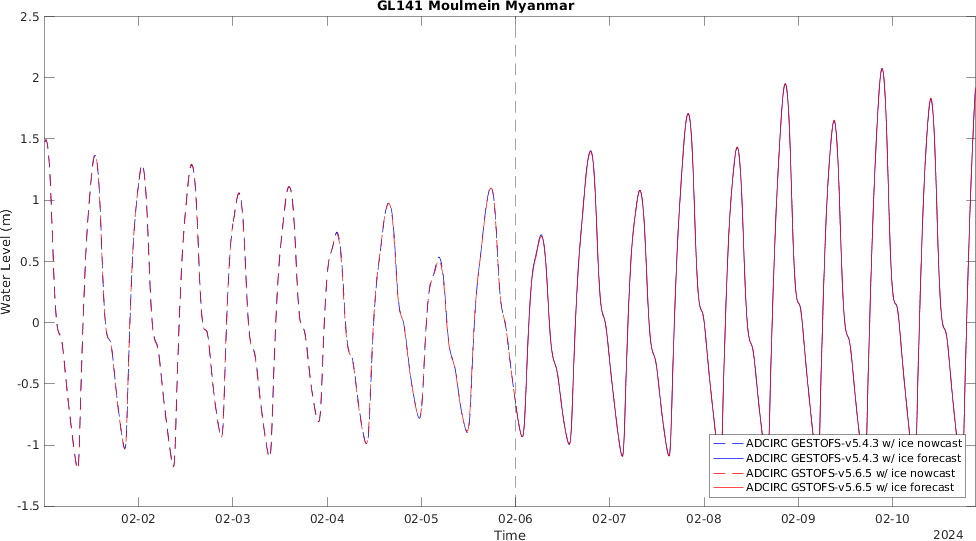 GL141 Moulmein Myanmar
2.5
2
1.5
1
0.5
0
-0.5
-1
-1.5
Water Level (m)
02-02 02-03 02-04 02-05 02-06 02-07 02-08 02-09 02-10
Time
2024
ADCIRC GESTOFS-v5.4.3 w/ ice nowcast
ADCIRC GESTOFS-v5.4.3 w/ ice forecast
ADCIRC GSTOFS-v5.6.5 w/ ice nowcast
ADCIRC GSTOFS-v5.6.5 w/ ice forecast